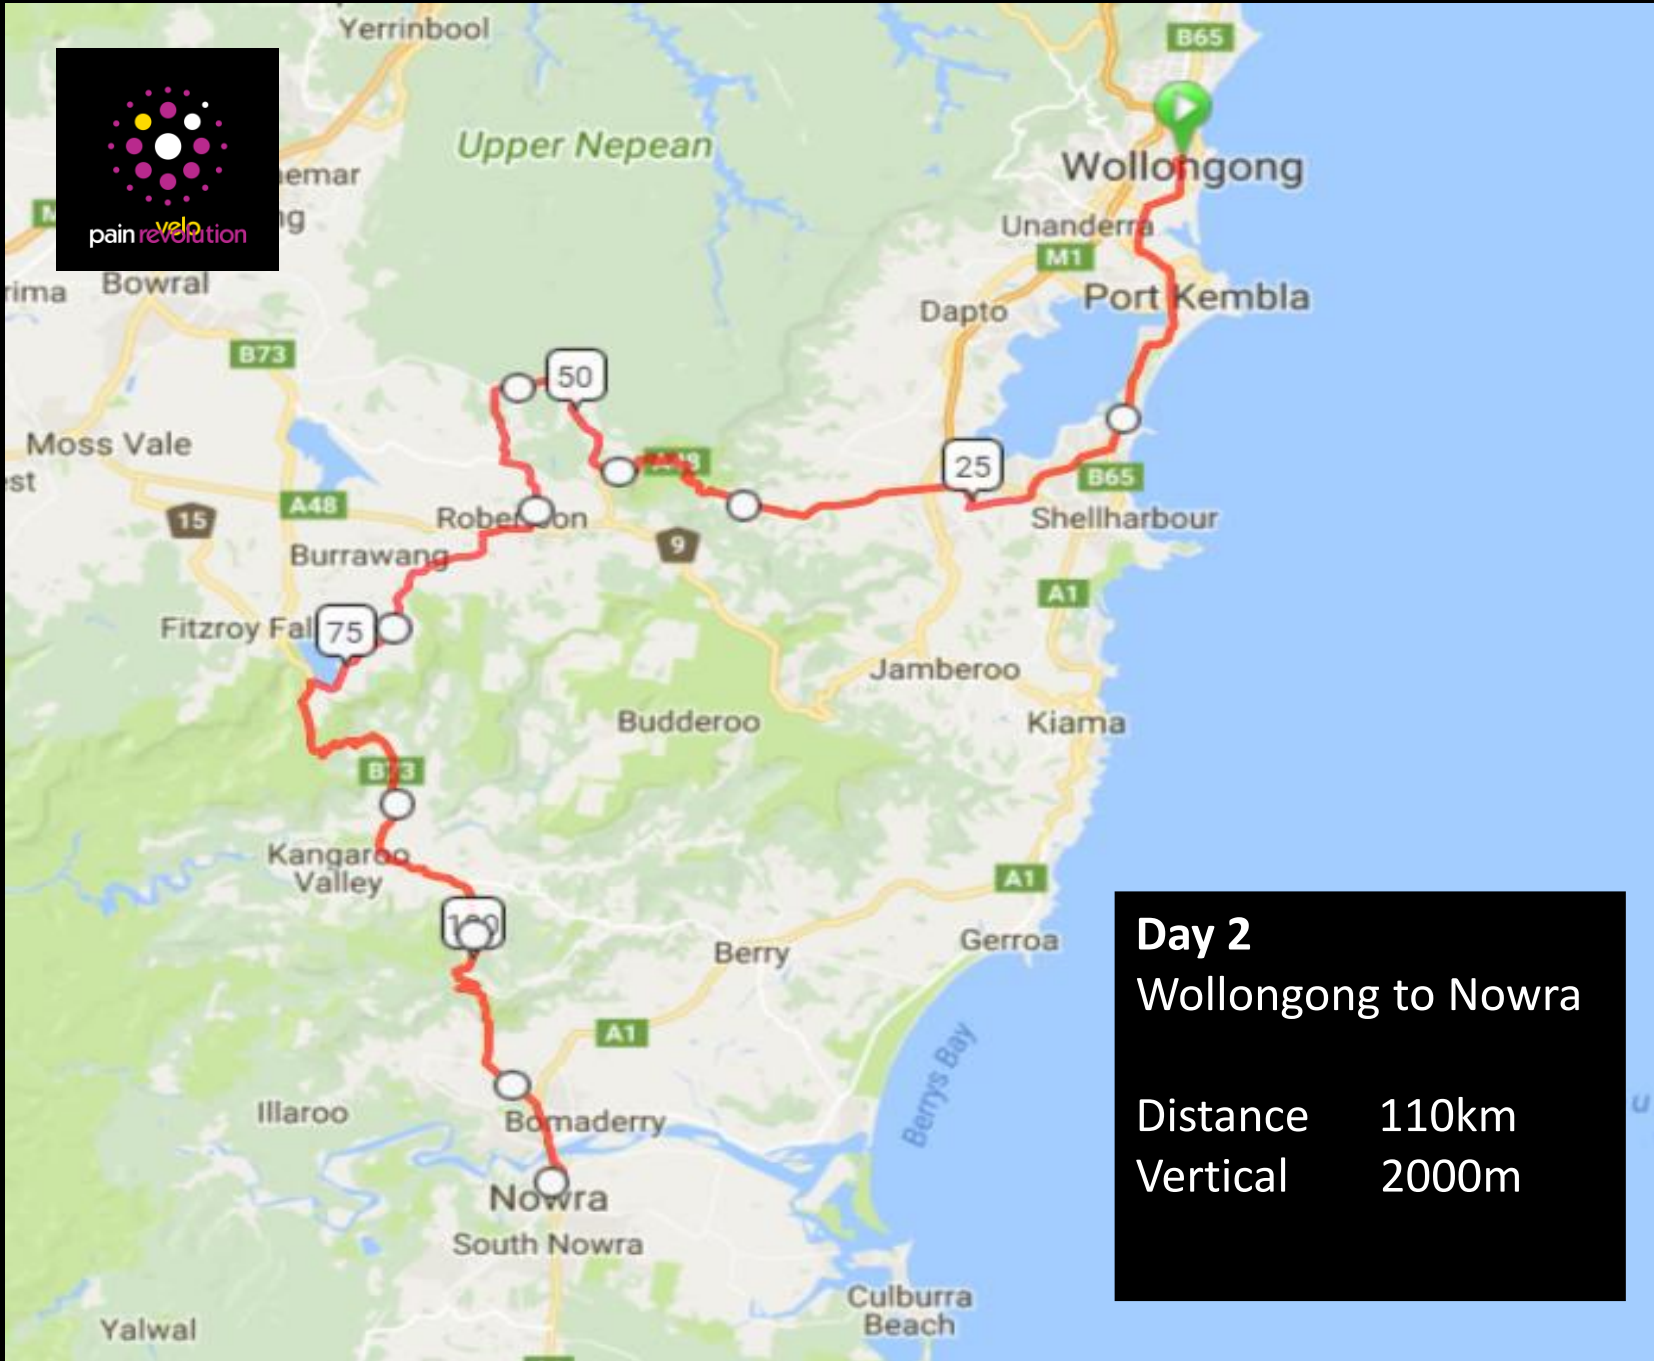 Yerrinbool
B65
Upper Nepean
velo
pain revolution
Wollongong
Unanderra
M1
Bowral
Port Kembla
Dapto
B73
50
Moss Vale
25
B65
A48
15
Robertson
Shellharbour
9
Burrawang
A1
Fitzroy Fal
75
Jamberoo
Budderoo
Kiama
B73
Kangaroo
Valley
A1
100
Berry
Gerroa
Day 2
Wollongong to Nowra
A1
Berrys Bay
Distance 110km
Illaroo
Bomaderry
Vertical 2000m
Nowra
South Nowra
Culburra
Beach
Yalwal